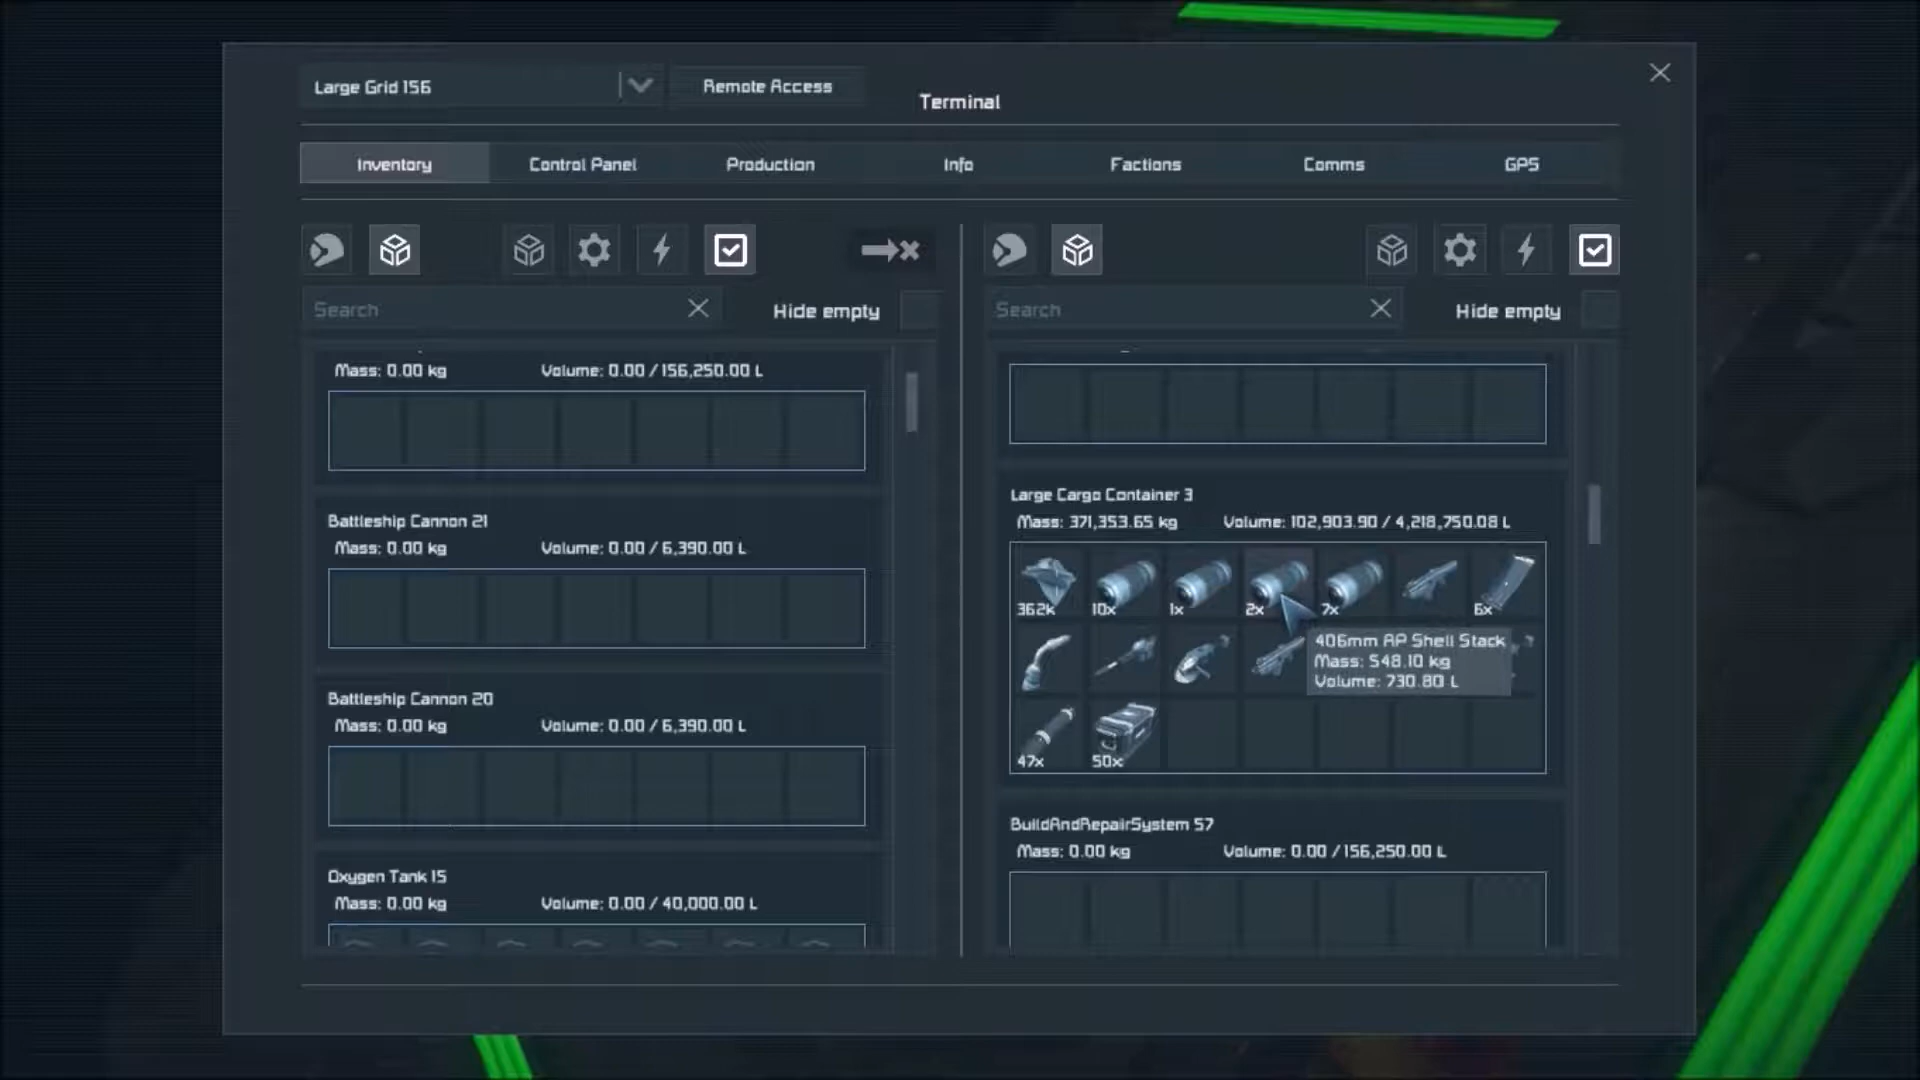 Large Grid 156
Remote Access
Terminal
Inventory
Control Panel
Production
Info
Factions
Comms
GPS
Search
Hide empty
Search
Hide empty
Mass: 0.00 kg
Volume: 0.00 / 156,250.00 L
Battleship Cannon 21
Mass: 0.00 kg
Volume: 0.00 / 6,390.00 L
Battleship Cannon 20
Mass: 0.00 kg
Volume: 0.00 / 6,390.00 L
Oxygen Tank 15
Mass: 0.00 kg
Volume: 0.00 / 40,000.00 L
Large Cargo Container 3
Mass: 371,353.65 kg
Volume: 102,903.90 / 4,218,750.08 L
362k
10x
1x
2x
7x
6x
406mm AP Shell Stack
Mass: 548.10 kg
Volume: 730.80 L
47x
50x
BuildAndRepairSystem 57
Mass: 0.00 kg
Volume: 0.00 / 156,250.00 L